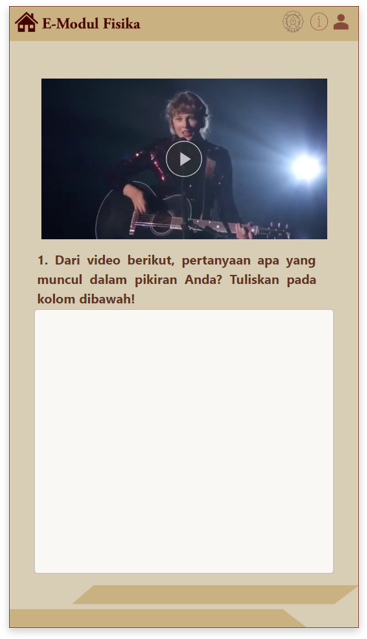 E-Modul Fisika
1. Dari video berikut, pertanyaan apa yang
muncul dalam pikiran Anda? Tuliskan pada
kolom dibawah!